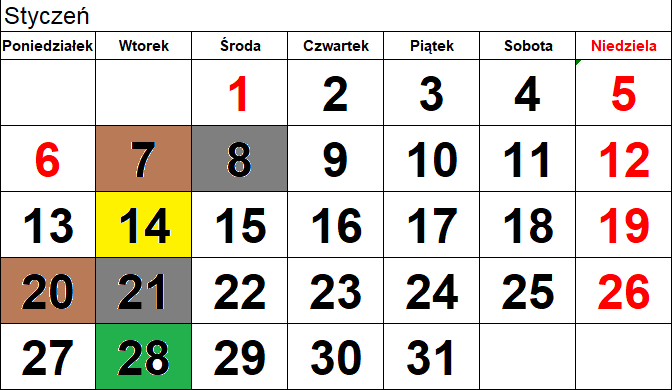 Styczeń
Poniedziałek Wtorek Środa Czwartek Piątek Sobota Niedziela
1 2 3 4 5
6 7 8 9 10 11 12
13 14 15 16 17 18 19
20 21 22 23 24 25 26
27 28 29 30 31